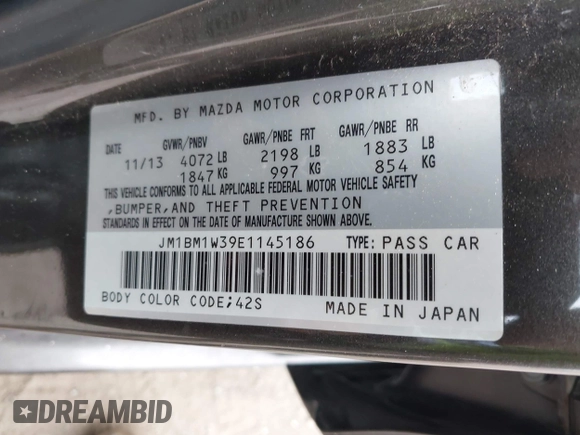 MFD. BY MAZDA MOTOR CORPORATION
DATE GVWR/PNBV GAWR/PNBE FRT GAWR/PNBE RR
11/13 4072 LB 2198 LB 1883 LB
1847 KG 997 KG 854 KG
THIS VEHICLE CONFORMS TO ALL APPLICABLE FEDERAL MOTOR VEHICLE SAFETY
,BUMPER,AND THEFT PREVENTION
STANDARDS IN EFFECT ON THE DATE OF MANUFACTURE SHOWN ABOVE.
JM1BM1W39E1145186 TYPE: PASS CAR
BODY COLOR CODE;42S MADE IN JAPAN
DREAMBID